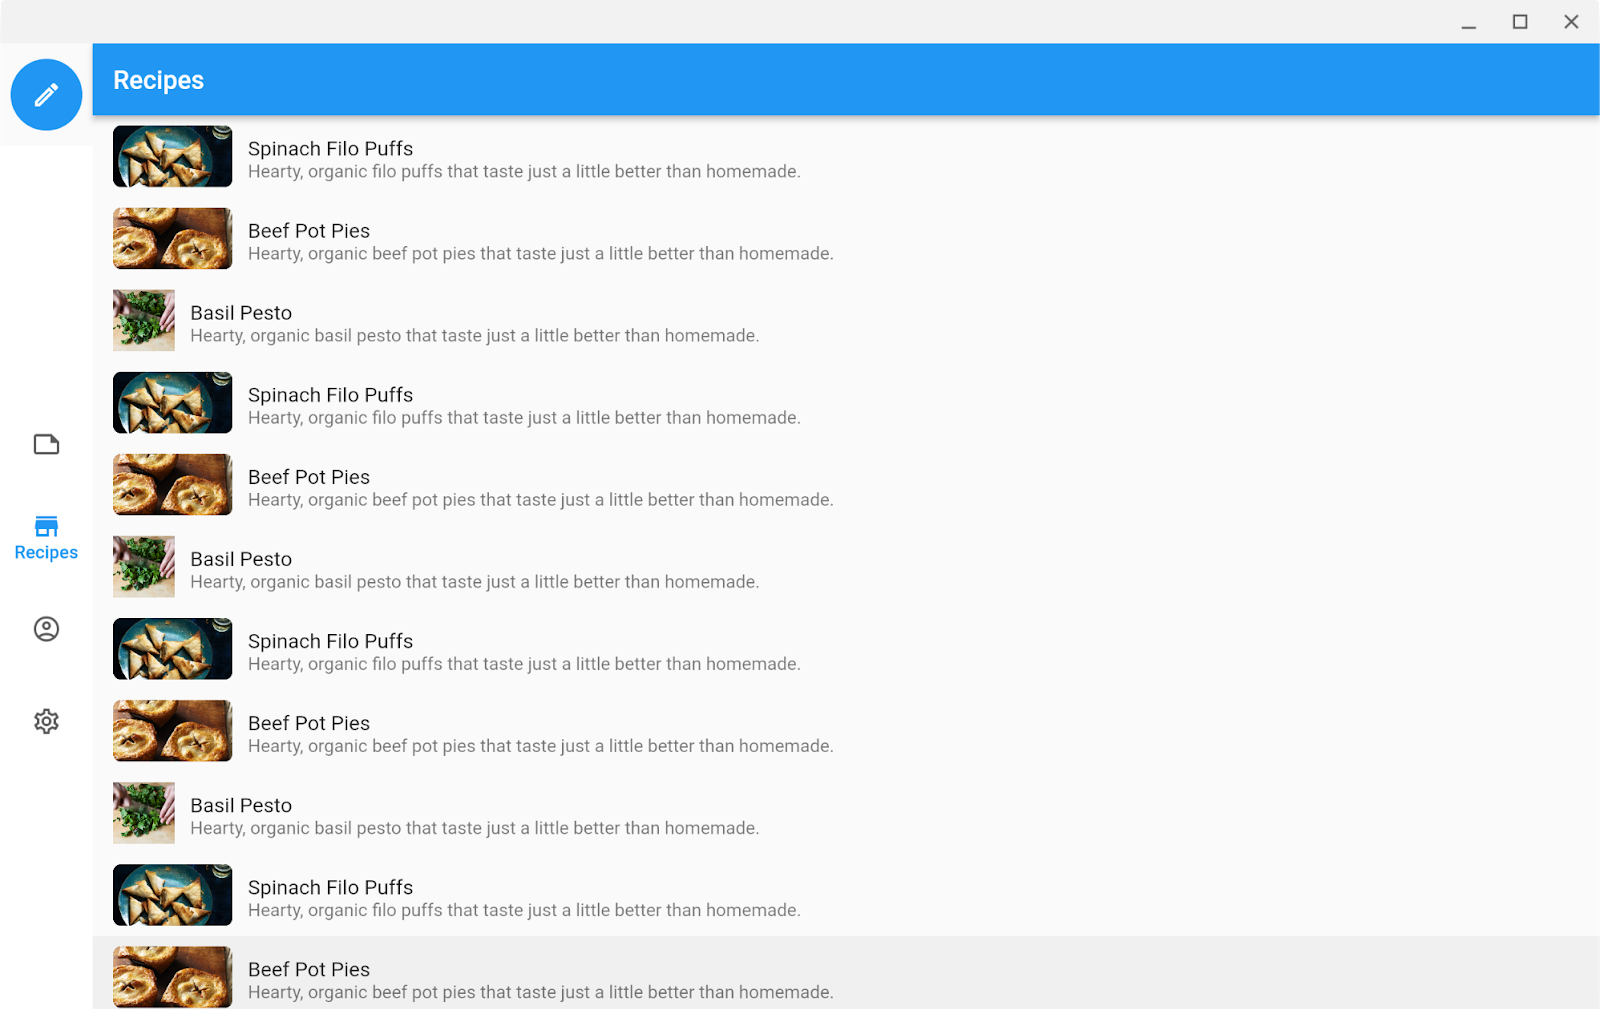 Recipes
Spinach Filo Puffs
Hearty, organic filo puffs that taste just a little better than homemade.
Beef Pot Pies
Hearty, organic beef pot pies that taste just a little better than homemade.
Basil Pesto
Hearty, organic basil pesto that taste just a little better than homemade.
Spinach Filo Puffs
Hearty, organic filo puffs that taste just a little better than homemade.
Beef Pot Pies
Hearty, organic beef pot pies that taste just a little better than homemade.
Recipes
Basil Pesto
Hearty, organic basil pesto that taste just a little better than homemade.
Spinach Filo Puffs
Hearty, organic filo puffs that taste just a little better than homemade.
Beef Pot Pies
Hearty, organic beef pot pies that taste just a little better than homemade.
Basil Pesto
Hearty, organic basil pesto that taste just a little better than homemade.
Spinach Filo Puffs
Hearty, organic filo puffs that taste just a little better than homemade.
Beef Pot Pies
Hearty, organic beef pot pies that taste just a little better than homemade.